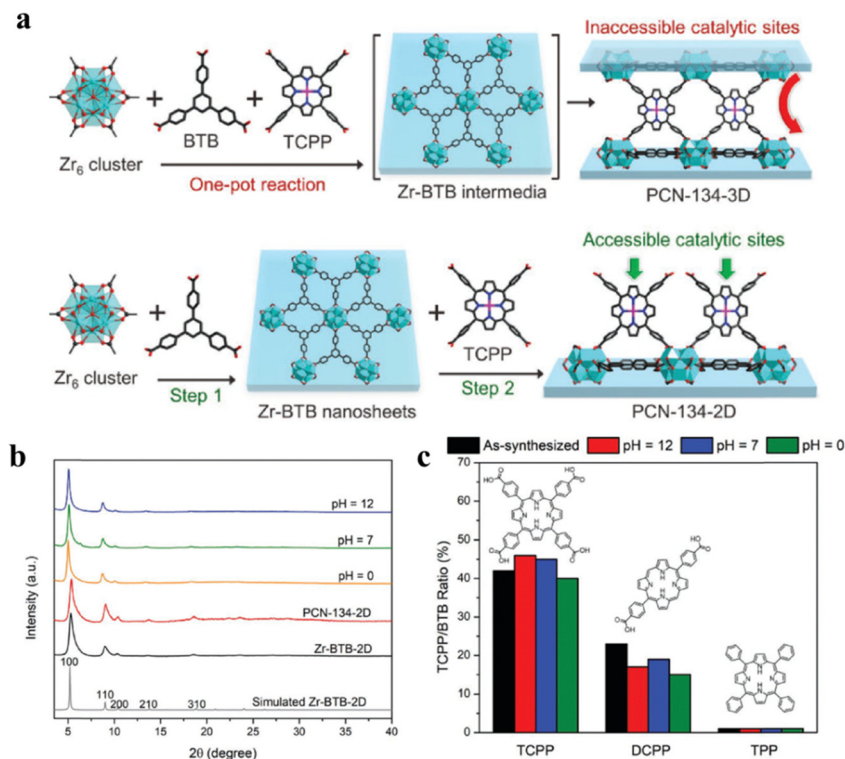 a
Inaccessible catalytic sites
BTB
TCPP
Zr6 cluster
One-pot reaction
Zr-BTB intermedia
PCN-134-3D
Accessible catalytic sites
TCPP
Zr6 cluster
Step 1
Step 2
Zr-BTB nanosheets
PCN-134-2D
b
pH = 12
pH = 7
pH = 0
PCN-134-2D
Zr-BTB-2D
100
110
200
210
310
Simulated Zr-BTB-2D
Intensity (a.u.)
5 10 15 20 25 30 35 40
2θ (degree)
c
As-synthesized pH = 12 pH = 7 pH = 0
TCPP/BTB Ratio (%)
70
60
50
40
30
20
10
0
TCPP DCPP TPP